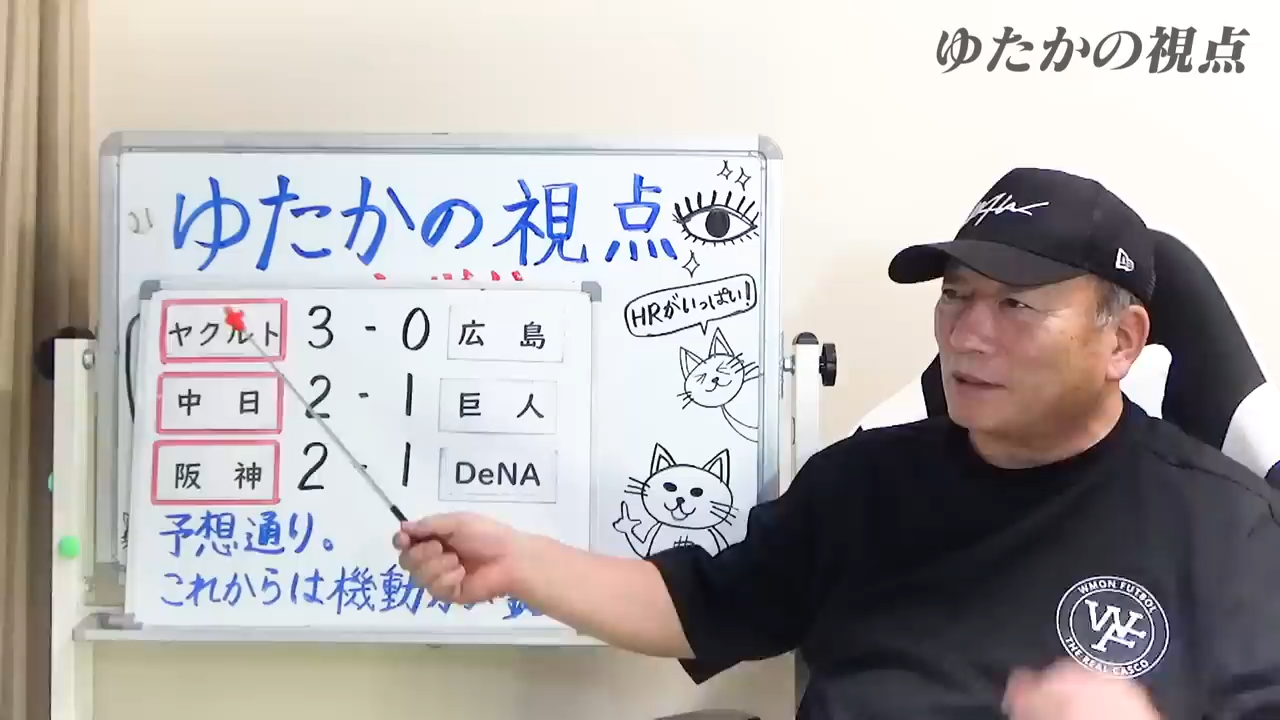 ゆたかの視点
ゆたかの視点
HRがいっぱい!
ヤクルト 3 - 0 広島
中日 2 - 1 巨人
阪神 2 - 1 DeNA
予想通り。
これからは機動力
WMON FUTBOL
WF
THE REAL CASCO